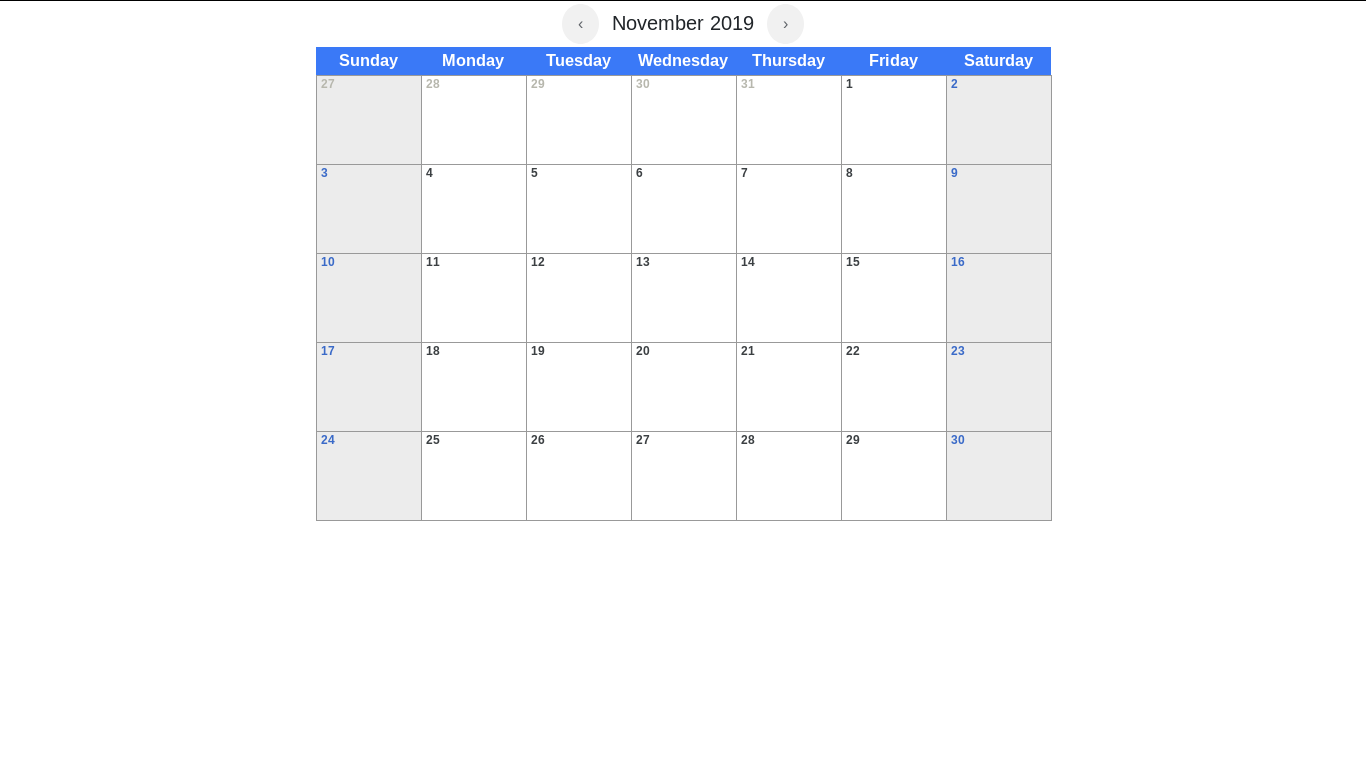 ‹ November 2019 ›
Sunday Monday Tuesday Wednesday Thursday Friday Saturday
27 28 29 30 31 1 2
3 4 5 6 7 8 9
10 11 12 13 14 15 16
17 18 19 20 21 22 23
24 25 26 27 28 29 30